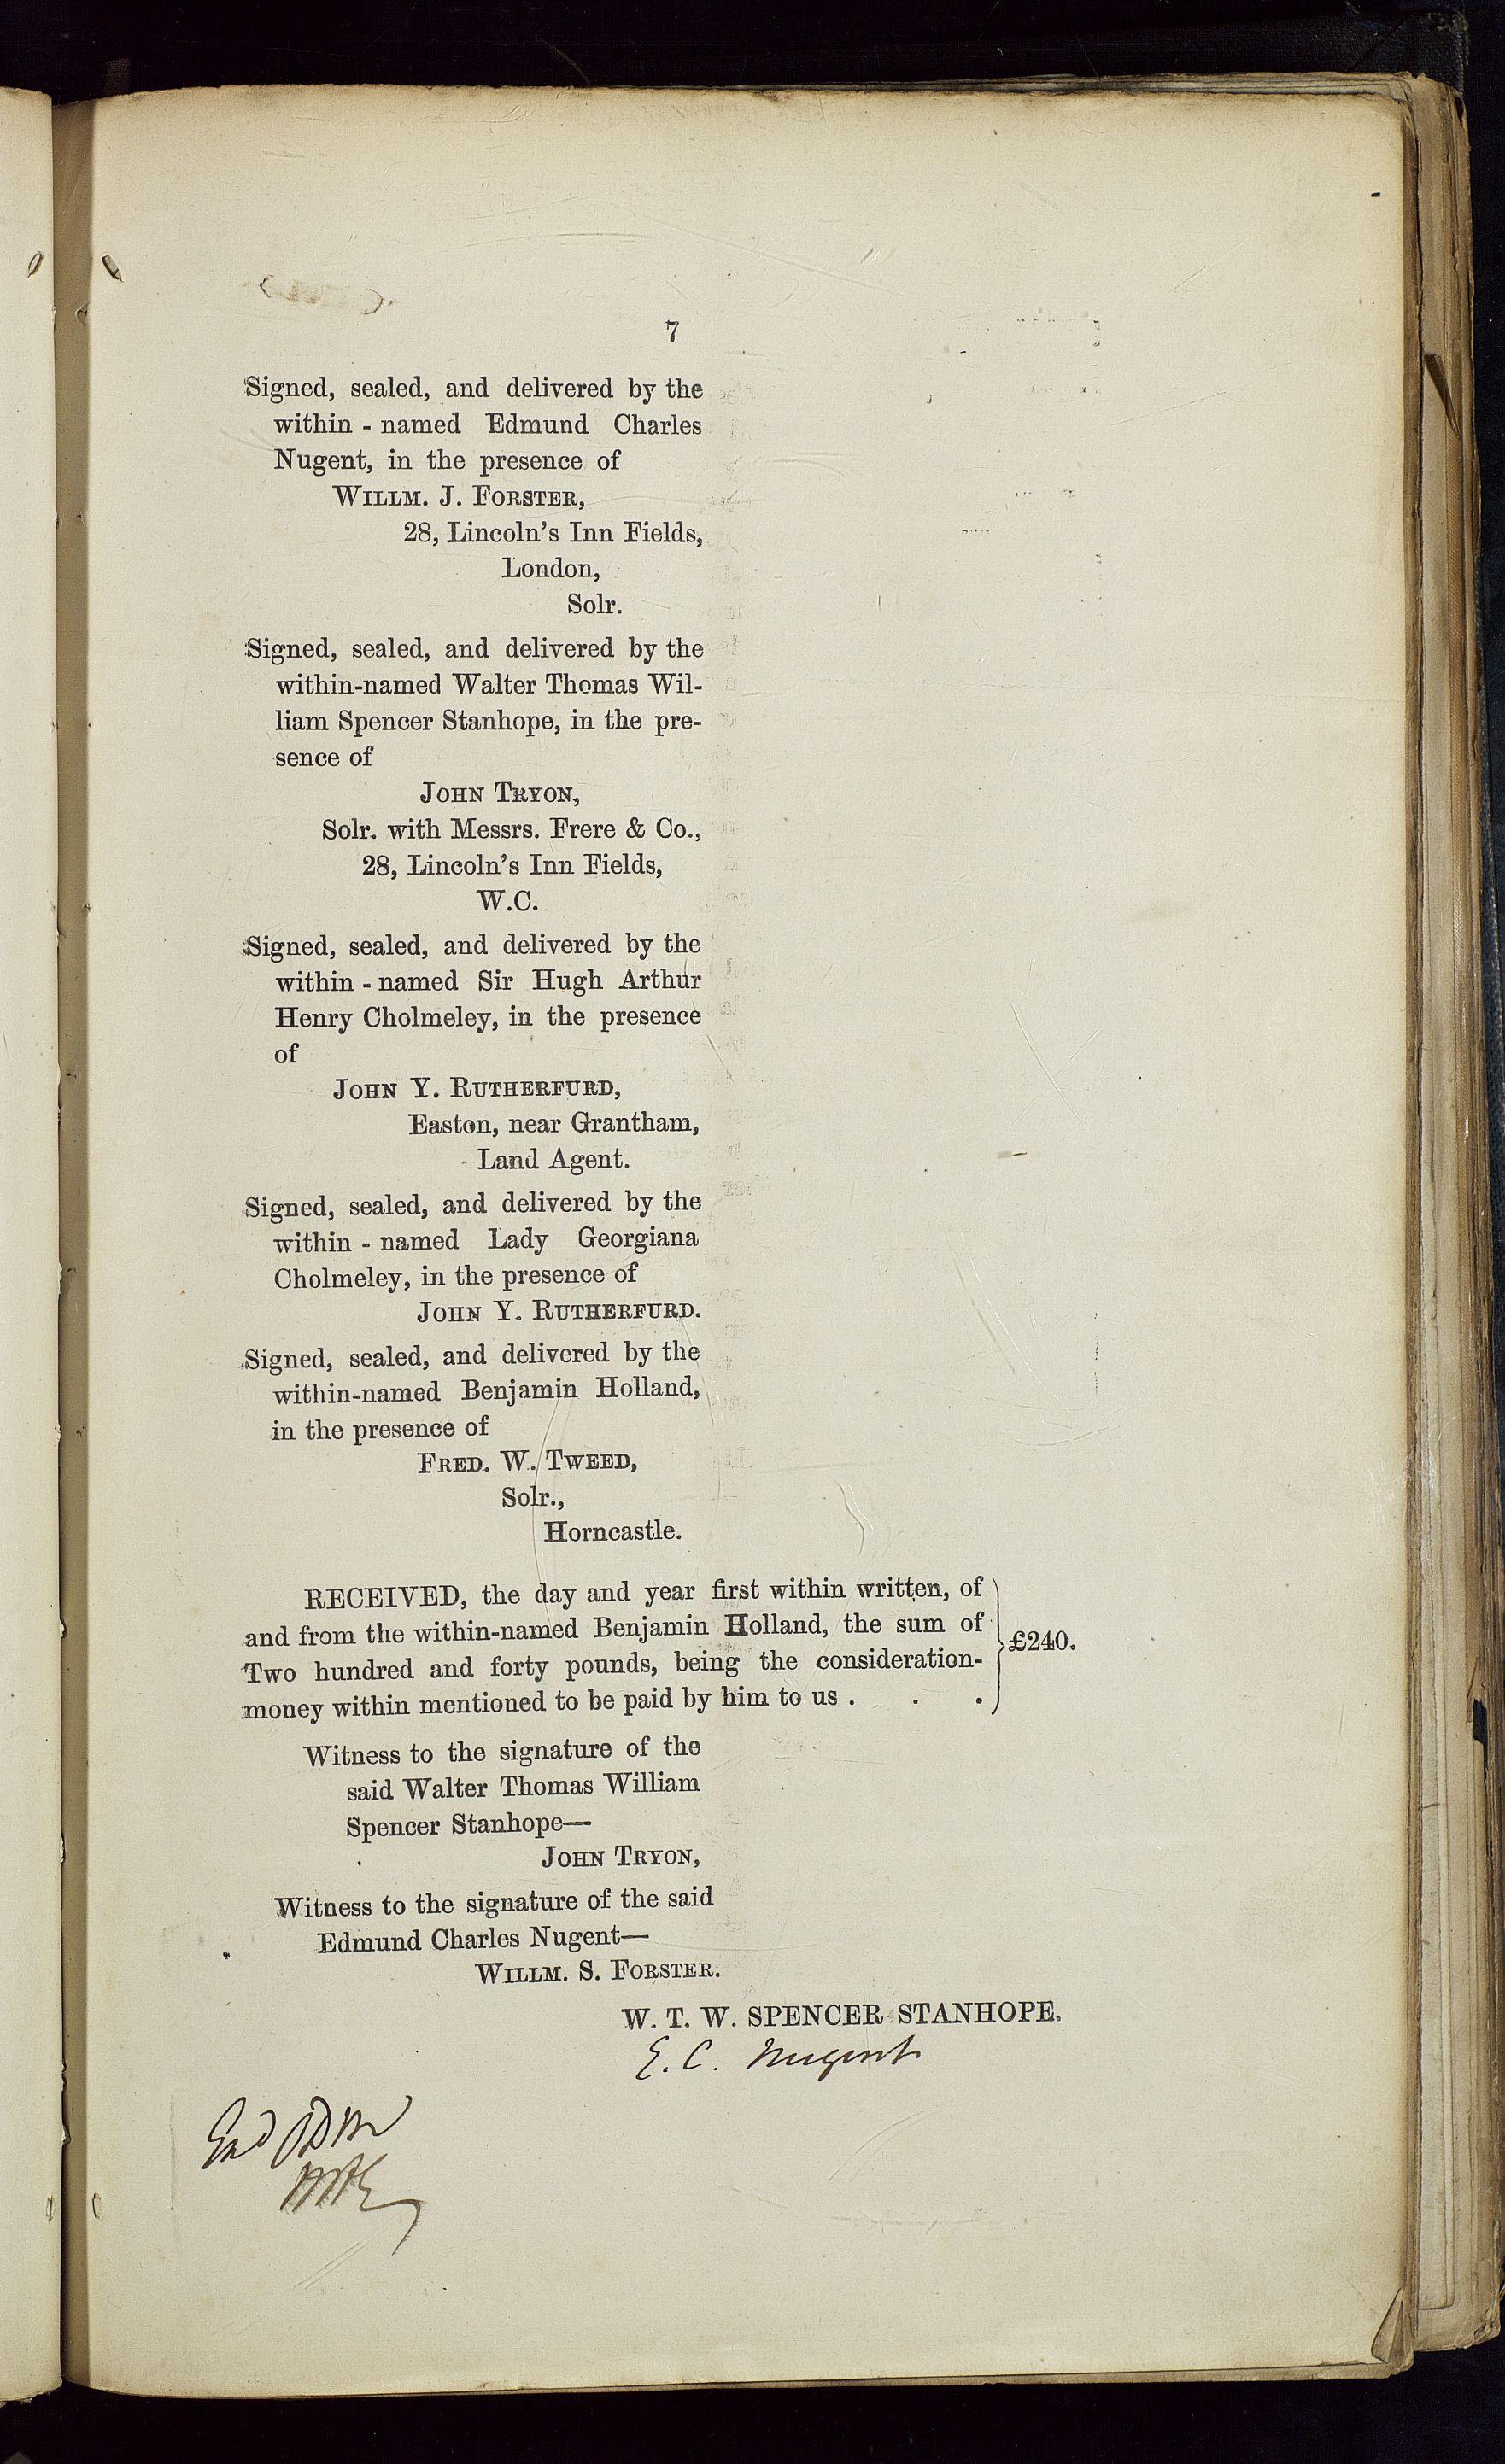 7
Signed, sealed, and delivered by the
within - named Edmund Charles
Nugent, in the presence of
WILLM. J. FORSTER,
28, Lincoln's Inn Fields,
London,
Solr.
Signed, sealed, and delivered by the
within-named Walter Thomas Wil-
liam Spencer Stanhope, in the pre-
sence of
JOHN TRYON,
Solr. with Messrs. Frere & Co.,
28, Lincoln's Inn Fields,
W.C.
Signed, sealed, and delivered by the
within - named Sir Hugh Arthur
Henry Cholmeley, in the presence
of
JOHN Y. RUTHERFURD,
Easton, near Grantham,
Land Agent.
Signed, sealed, and delivered by the
within - named Lady Georgiana
Cholmeley, in the presence of
JOHN Y. RUTHERFURD.
Signed, sealed, and delivered by the
within-named Benjamin Holland,
in the presence of
FRED. W. TWEED,
Solr.,
Horncastle.
RECEIVED, the day and year first within written, of
and from the within-named Benjamin Holland, the sum of
Two hundred and forty pounds, being the consideration-
money within mentioned to be paid by him to us . . .
£240.
Witness to the signature of the
said Walter Thomas William
Spencer Stanhope—
JOHN TRYON,
Witness to the signature of the said
Edmund Charles Nugent—
WILLM. S. FORSTER.
W. T. W. SPENCER STANHOPE.
E. C. Nugent